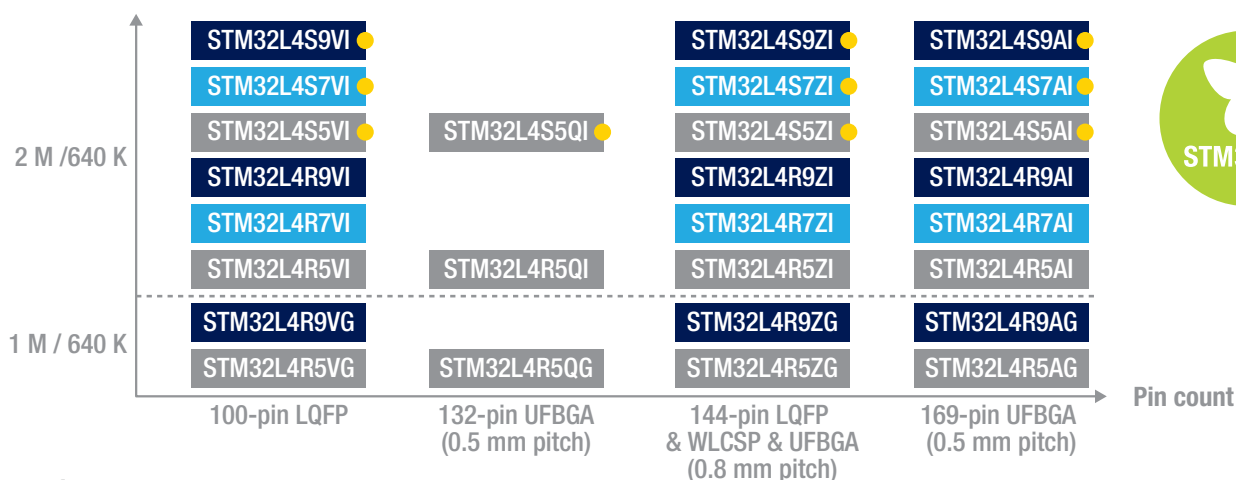 STM32L4S9VI
STM32L4S9ZI
STM32L4S9AI
STM32L4S7VI
STM32L4S7ZI
STM32L4S7AI
2 M /640 K
STM32L4S5VI
STM32L4S5QI
STM32L4S5ZI
STM32L4S5AI
STM32L4R9VI
STM32L4R9ZI
STM32L4R9AI
STM32L4R7VI
STM32L4R7ZI
STM32L4R7AI
STM32L4R5VI
STM32L4R5QI
STM32L4R5ZI
STM32L4R5AI
1 M / 640 K
STM32L4R9VG
STM32L4R9ZG
STM32L4R9AG
STM32L4R5VG
STM32L4R5QG
STM32L4R5ZG
STM32L4R5AG
Pin count
100-pin LQFP
132-pin UFBGA
(0.5 mm pitch)
144-pin LQFP
& WLCSP & UFBGA
(0.8 mm pitch)
169-pin UFBGA
(0.5 mm pitch)